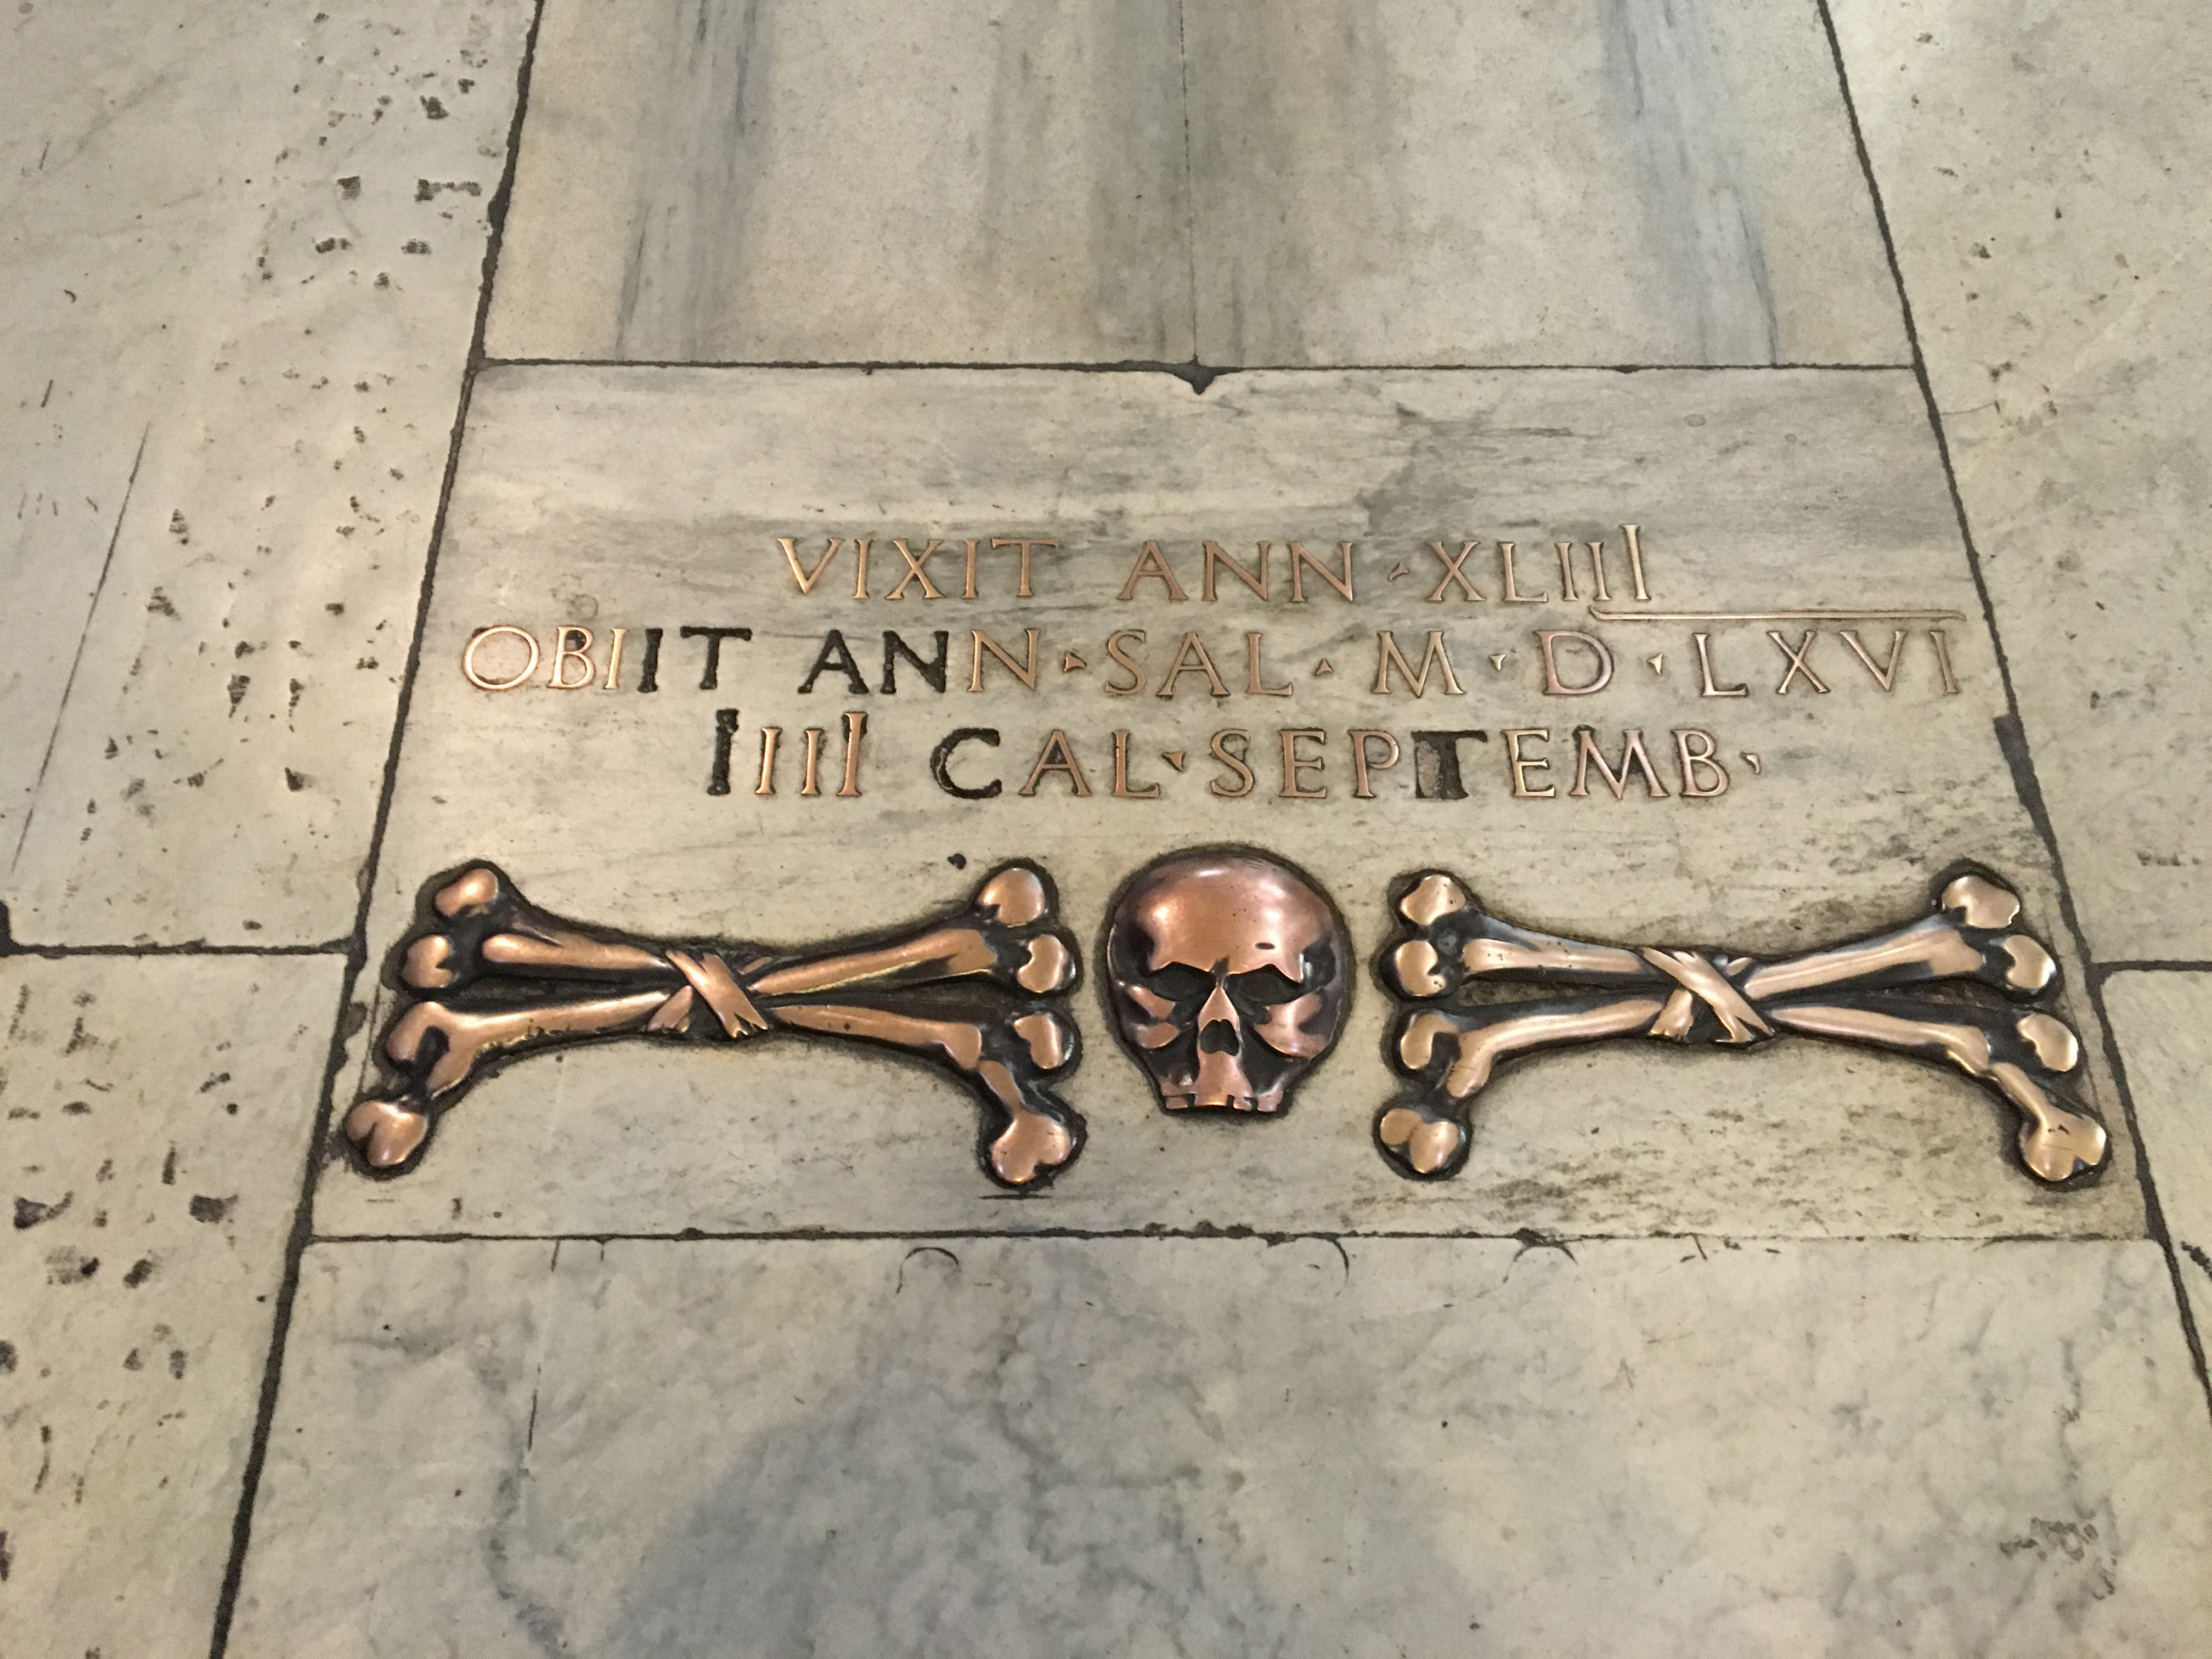 VIXIT ANN · XLIII
OBIIT ANN · SAL · M · D · LXVI
IIII CAL · SEPTEMB ·